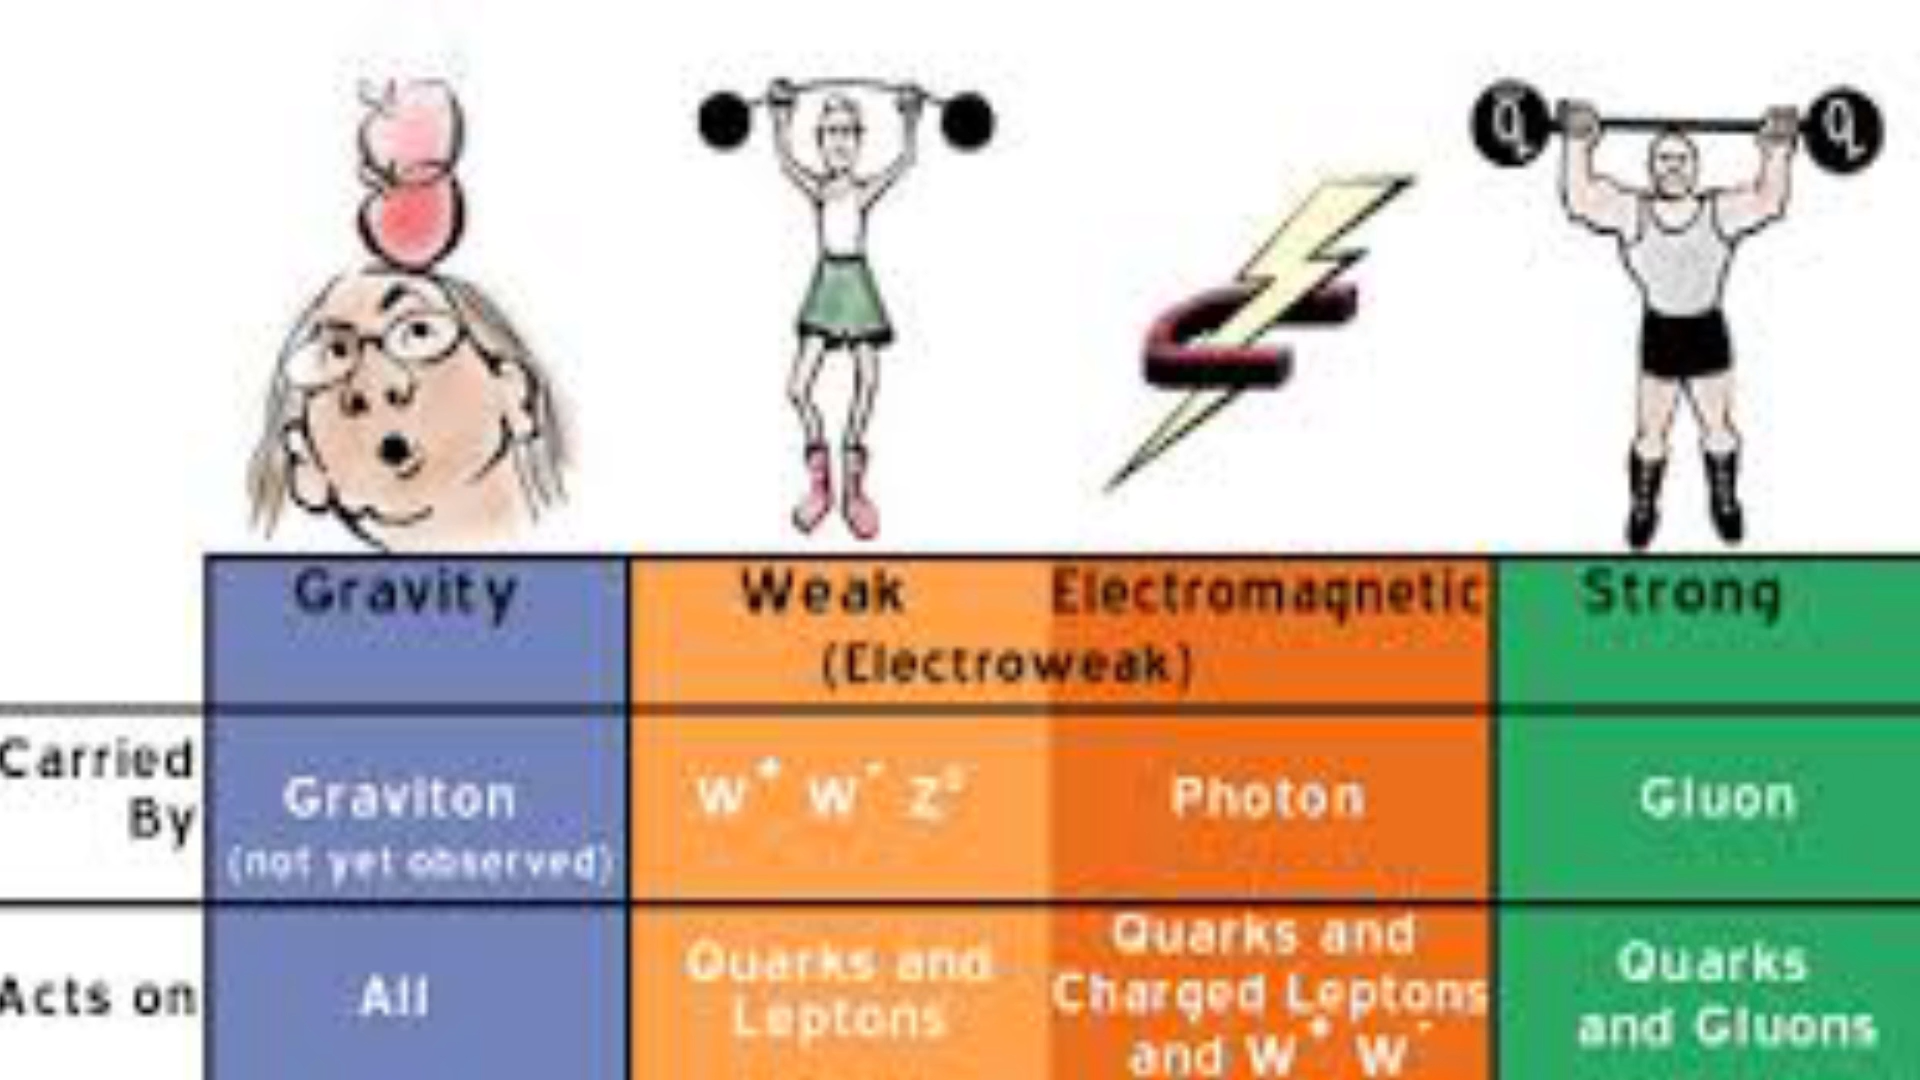 q̄ q
Gravity Weak Electromagnetic Strong
(Electroweak)
Carried
By
Graviton
(not yet observed)
W⁺ W⁻ Z⁰
Photon
Gluon
Acts on
All
Quarks and
Leptons
Quarks and
Charged Leptons
and W⁺ W⁻
Quarks
and Gluons